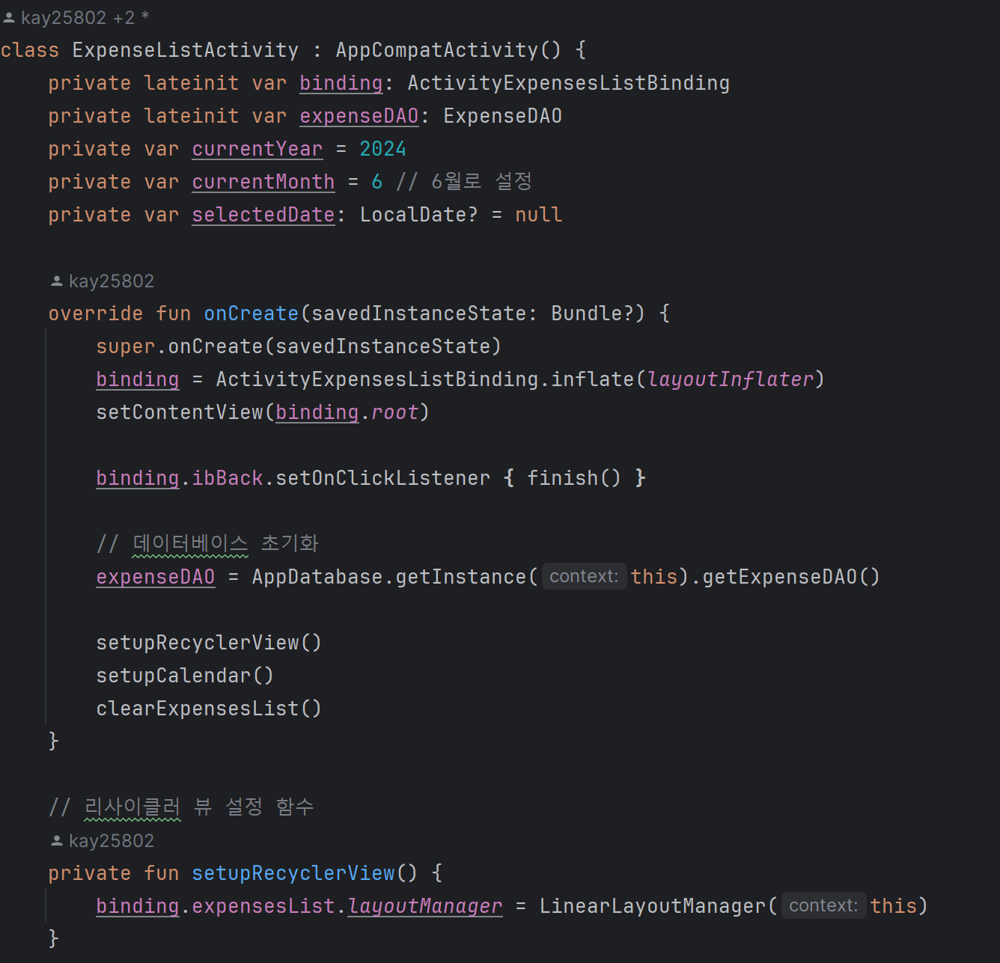 kay25802 +2 *
class ExpenseListActivity : AppCompatActivity() {
    private lateinit var binding: ActivityExpensesListBinding
    private lateinit var expenseDAO: ExpenseDAO
    private var currentYear = 2024
    private var currentMonth = 6 // 6월로 설정
    private var selectedDate: LocalDate? = null
    kay25802
    override fun onCreate(savedInstanceState: Bundle?) {
        super.onCreate(savedInstanceState)
        binding = ActivityExpensesListBinding.inflate(layoutInflater)
        setContentView(binding.root)
        binding.ibBack.setOnClickListener { finish() }
        // 데이터베이스 초기화
        expenseDAO = AppDatabase.getInstance( context: this).getExpenseDAO()
        setupRecyclerView()
        setupCalendar()
        clearExpensesList()
    }
    // 리사이클러 뷰 설정 함수
    kay25802
    private fun setupRecyclerView() {
        binding.expensesList.layoutManager = LinearLayoutManager( context: this)
    }